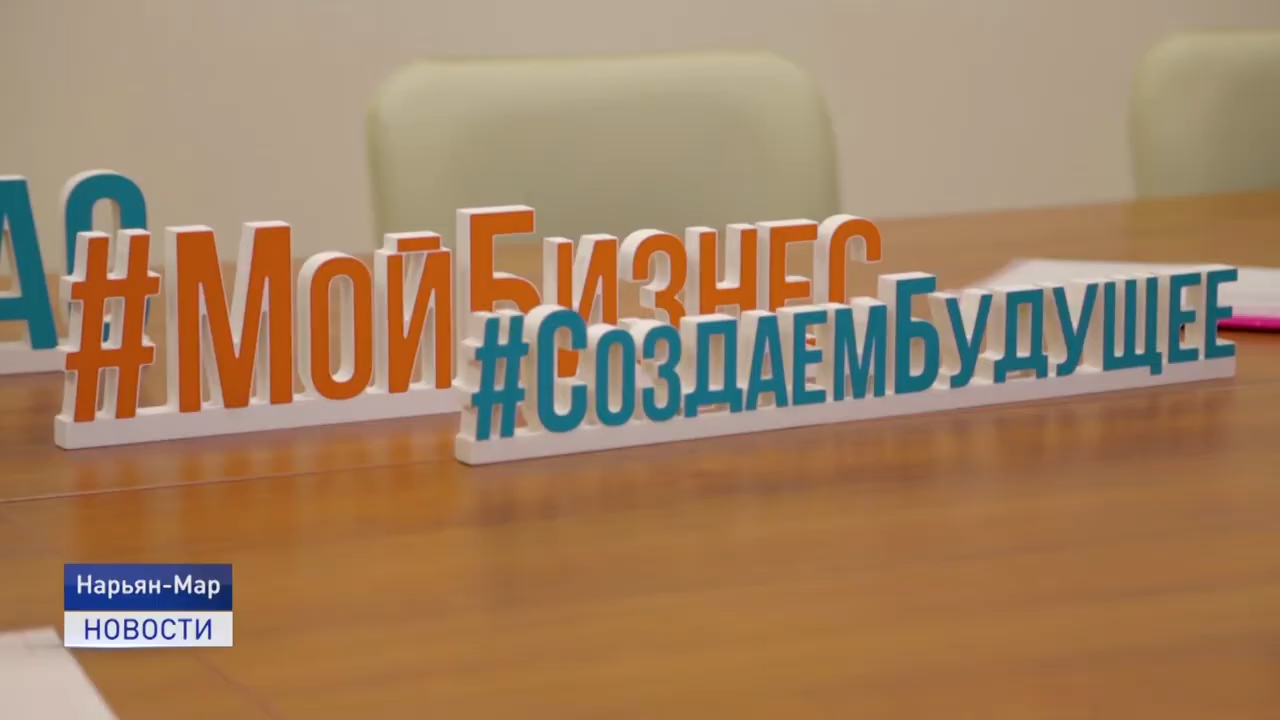 #МойБизнес
#СоздаемБудущее
Нарьян-Мар
НОВОСТИ